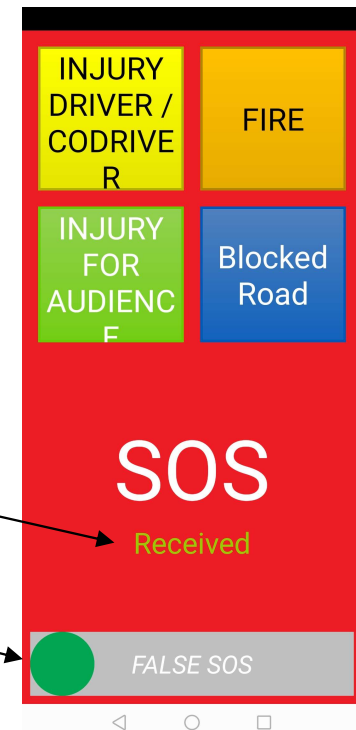 INJURY
DRIVER /
CODRIVE
R
FIRE
INJURY
FOR
AUDIENC
E
Blocked
Road
SOS
Received
FALSE SOS